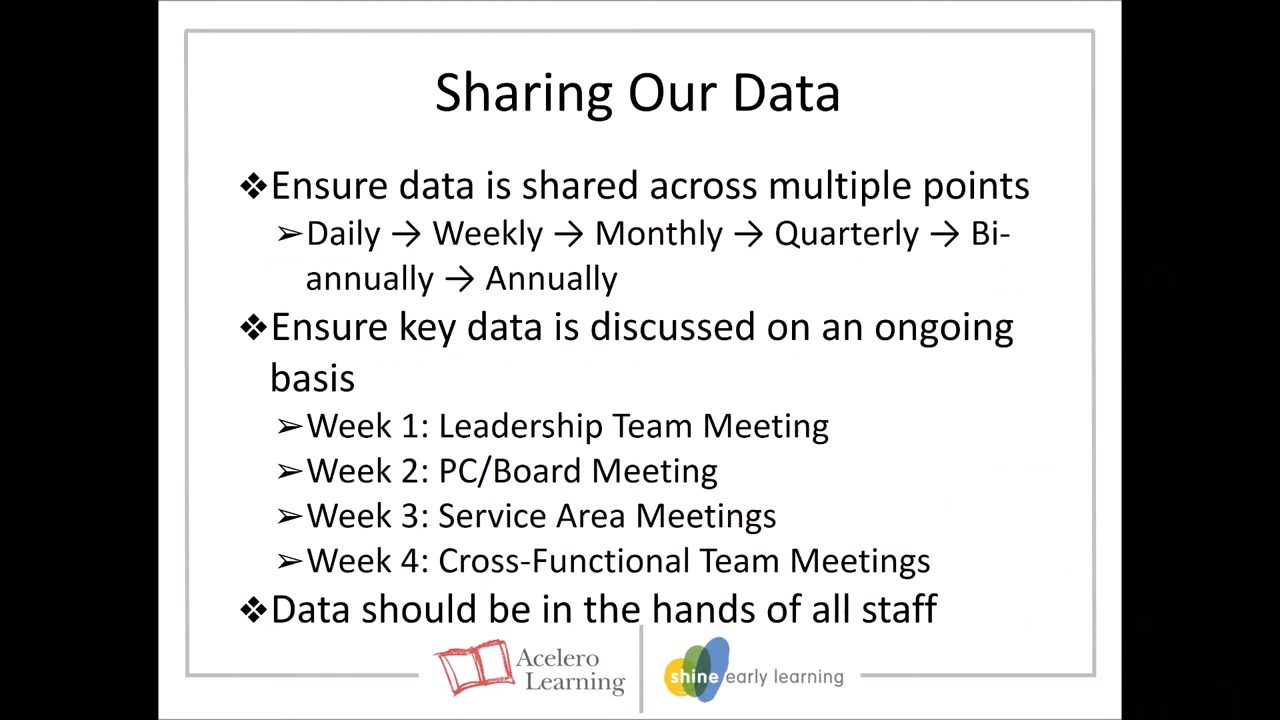 Sharing Our Data
❖Ensure data is shared across multiple points
➢Daily → Weekly → Monthly → Quarterly → Bi-
annually → Annually
❖Ensure key data is discussed on an ongoing
basis
➢Week 1: Leadership Team Meeting
➢Week 2: PC/Board Meeting
➢Week 3: Service Area Meetings
➢Week 4: Cross-Functional Team Meetings
❖Data should be in the hands of all staff
Acelero
Learning
shine early learning